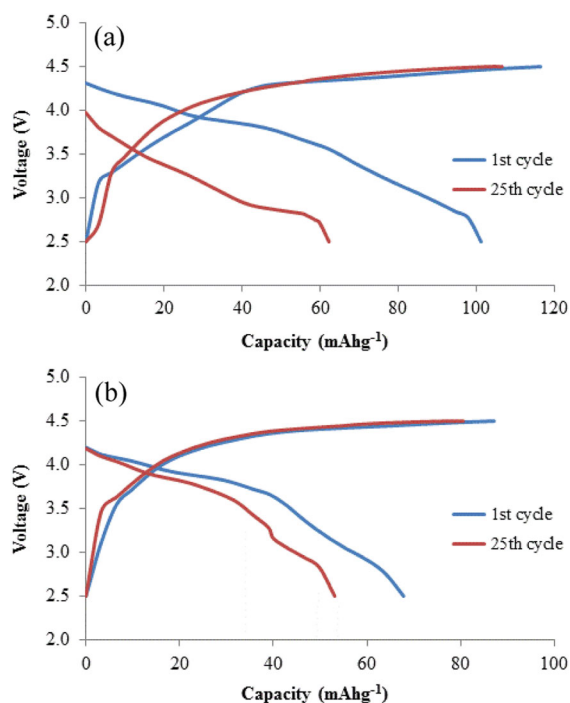 (a)
5.0
4.5
4.0
3.5
3.0
2.5
2.0
Voltage (V)
1st cycle
25th cycle
0 20 40 60 80 100 120
Capacity (mAhg⁻¹)
(b)
5.0
4.5
4.0
3.5
3.0
2.5
2.0
Voltage (V)
1st cycle
25th cycle
0 20 40 60 80 100
Capacity (mAhg⁻¹)